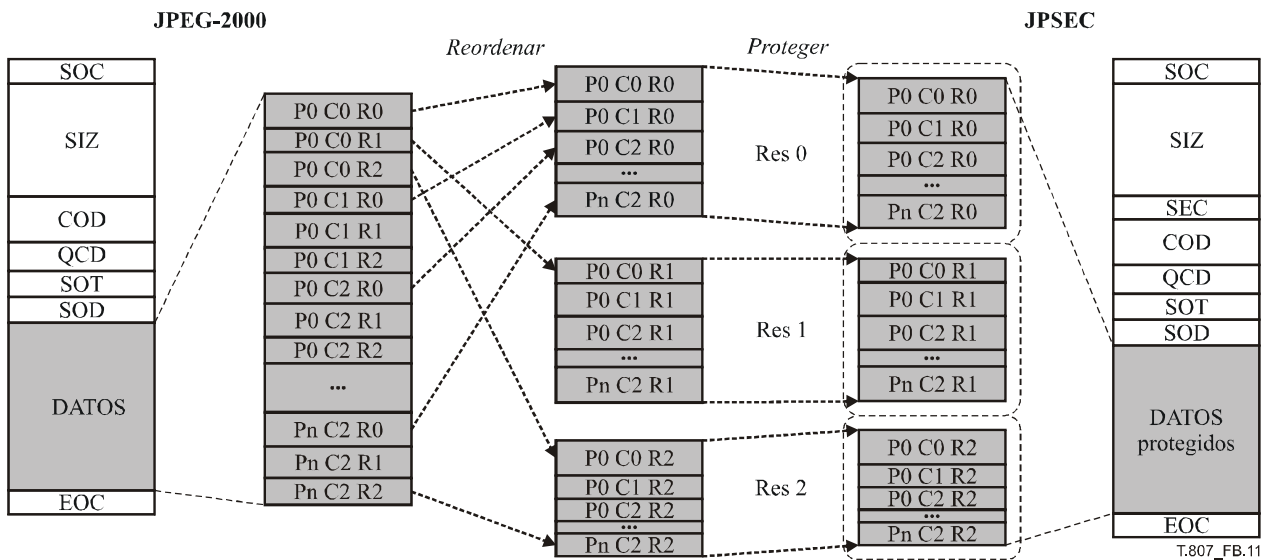 JPEG-2000
JPSEC
Reordenar
Proteger
SOC
SIZ
COD
QCD
SOT
SOD
DATOS
EOC
P0 C0 R0
P0 C0 R1
P0 C0 R2
P0 C1 R0
P0 C1 R1
P0 C1 R2
P0 C2 R0
P0 C2 R1
P0 C2 R2
...
Pn C2 R0
Pn C2 R1
Pn C2 R2
P0 C0 R0
P0 C1 R0
P0 C2 R0
...
Pn C2 R0
Res 0
P0 C0 R1
P0 C1 R1
P0 C2 R1
...
Pn C2 R1
Res 1
P0 C0 R2
P0 C1 R2
P0 C2 R2
...
Pn C2 R2
Res 2
P0 C0 R0
P0 C1 R0
P0 C2 R0
...
Pn C2 R0
P0 C0 R1
P0 C1 R1
P0 C2 R1
...
Pn C2 R1
P0 C0 R2
P0 C1 R2
P0 C2 R2
...
Pn C2 R2
SOC
SIZ
SEC
COD
QCD
SOT
SOD
DATOS
protegidos
EOC
T.807_FB.11